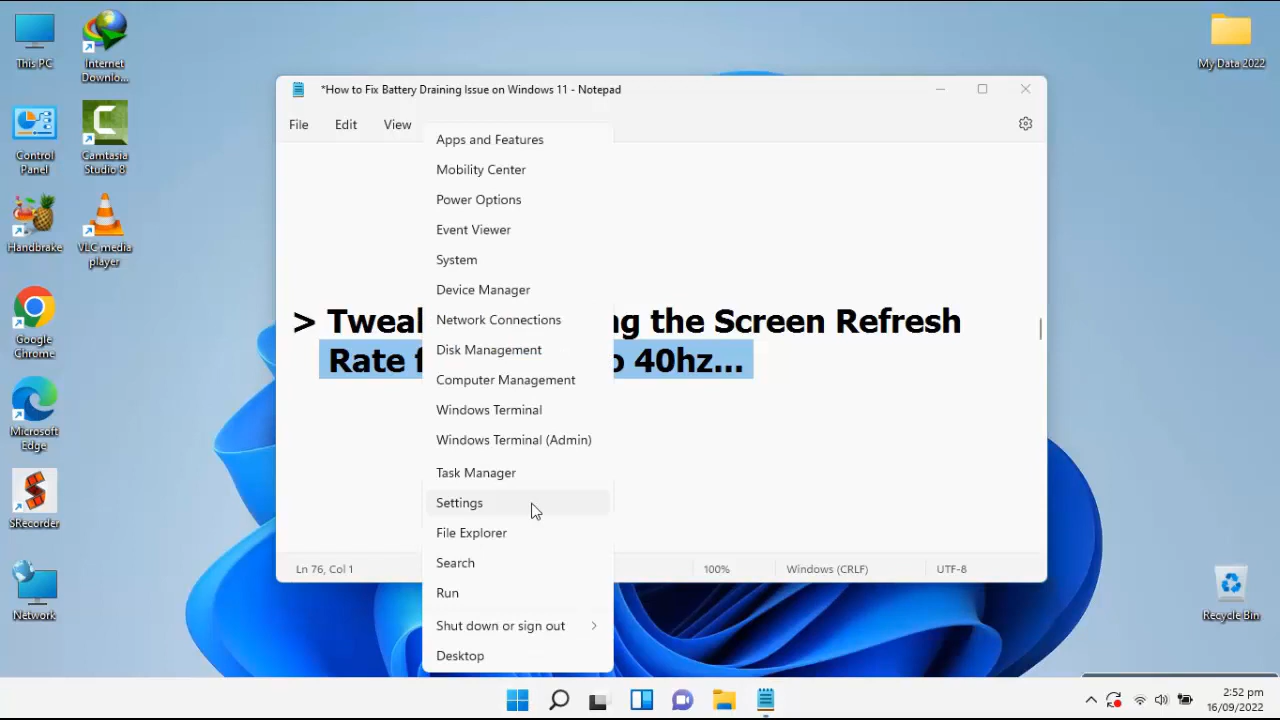 This PC
Internet
Downlo...
My Data 2022
Control
Panel
Camtasia
Studio 8
Handbrake
VLC media
player
Google
Chrome
Microsoft
Edge
SRecorder
Network
Recycle Bin
*How to Fix Battery Draining Issue on Windows 11 - Notepad
File Edit View
> Tweak g the Screen Refresh
Rate o 40hz...
Ln 76, Col 1 100% Windows (CRLF) UTF-8
Apps and Features
Mobility Center
Power Options
Event Viewer
System
Device Manager
Network Connections
Disk Management
Computer Management
Windows Terminal
Windows Terminal (Admin)
Task Manager
Settings
File Explorer
Search
Run
Shut down or sign out
Desktop
2:52 pm
16/09/2022